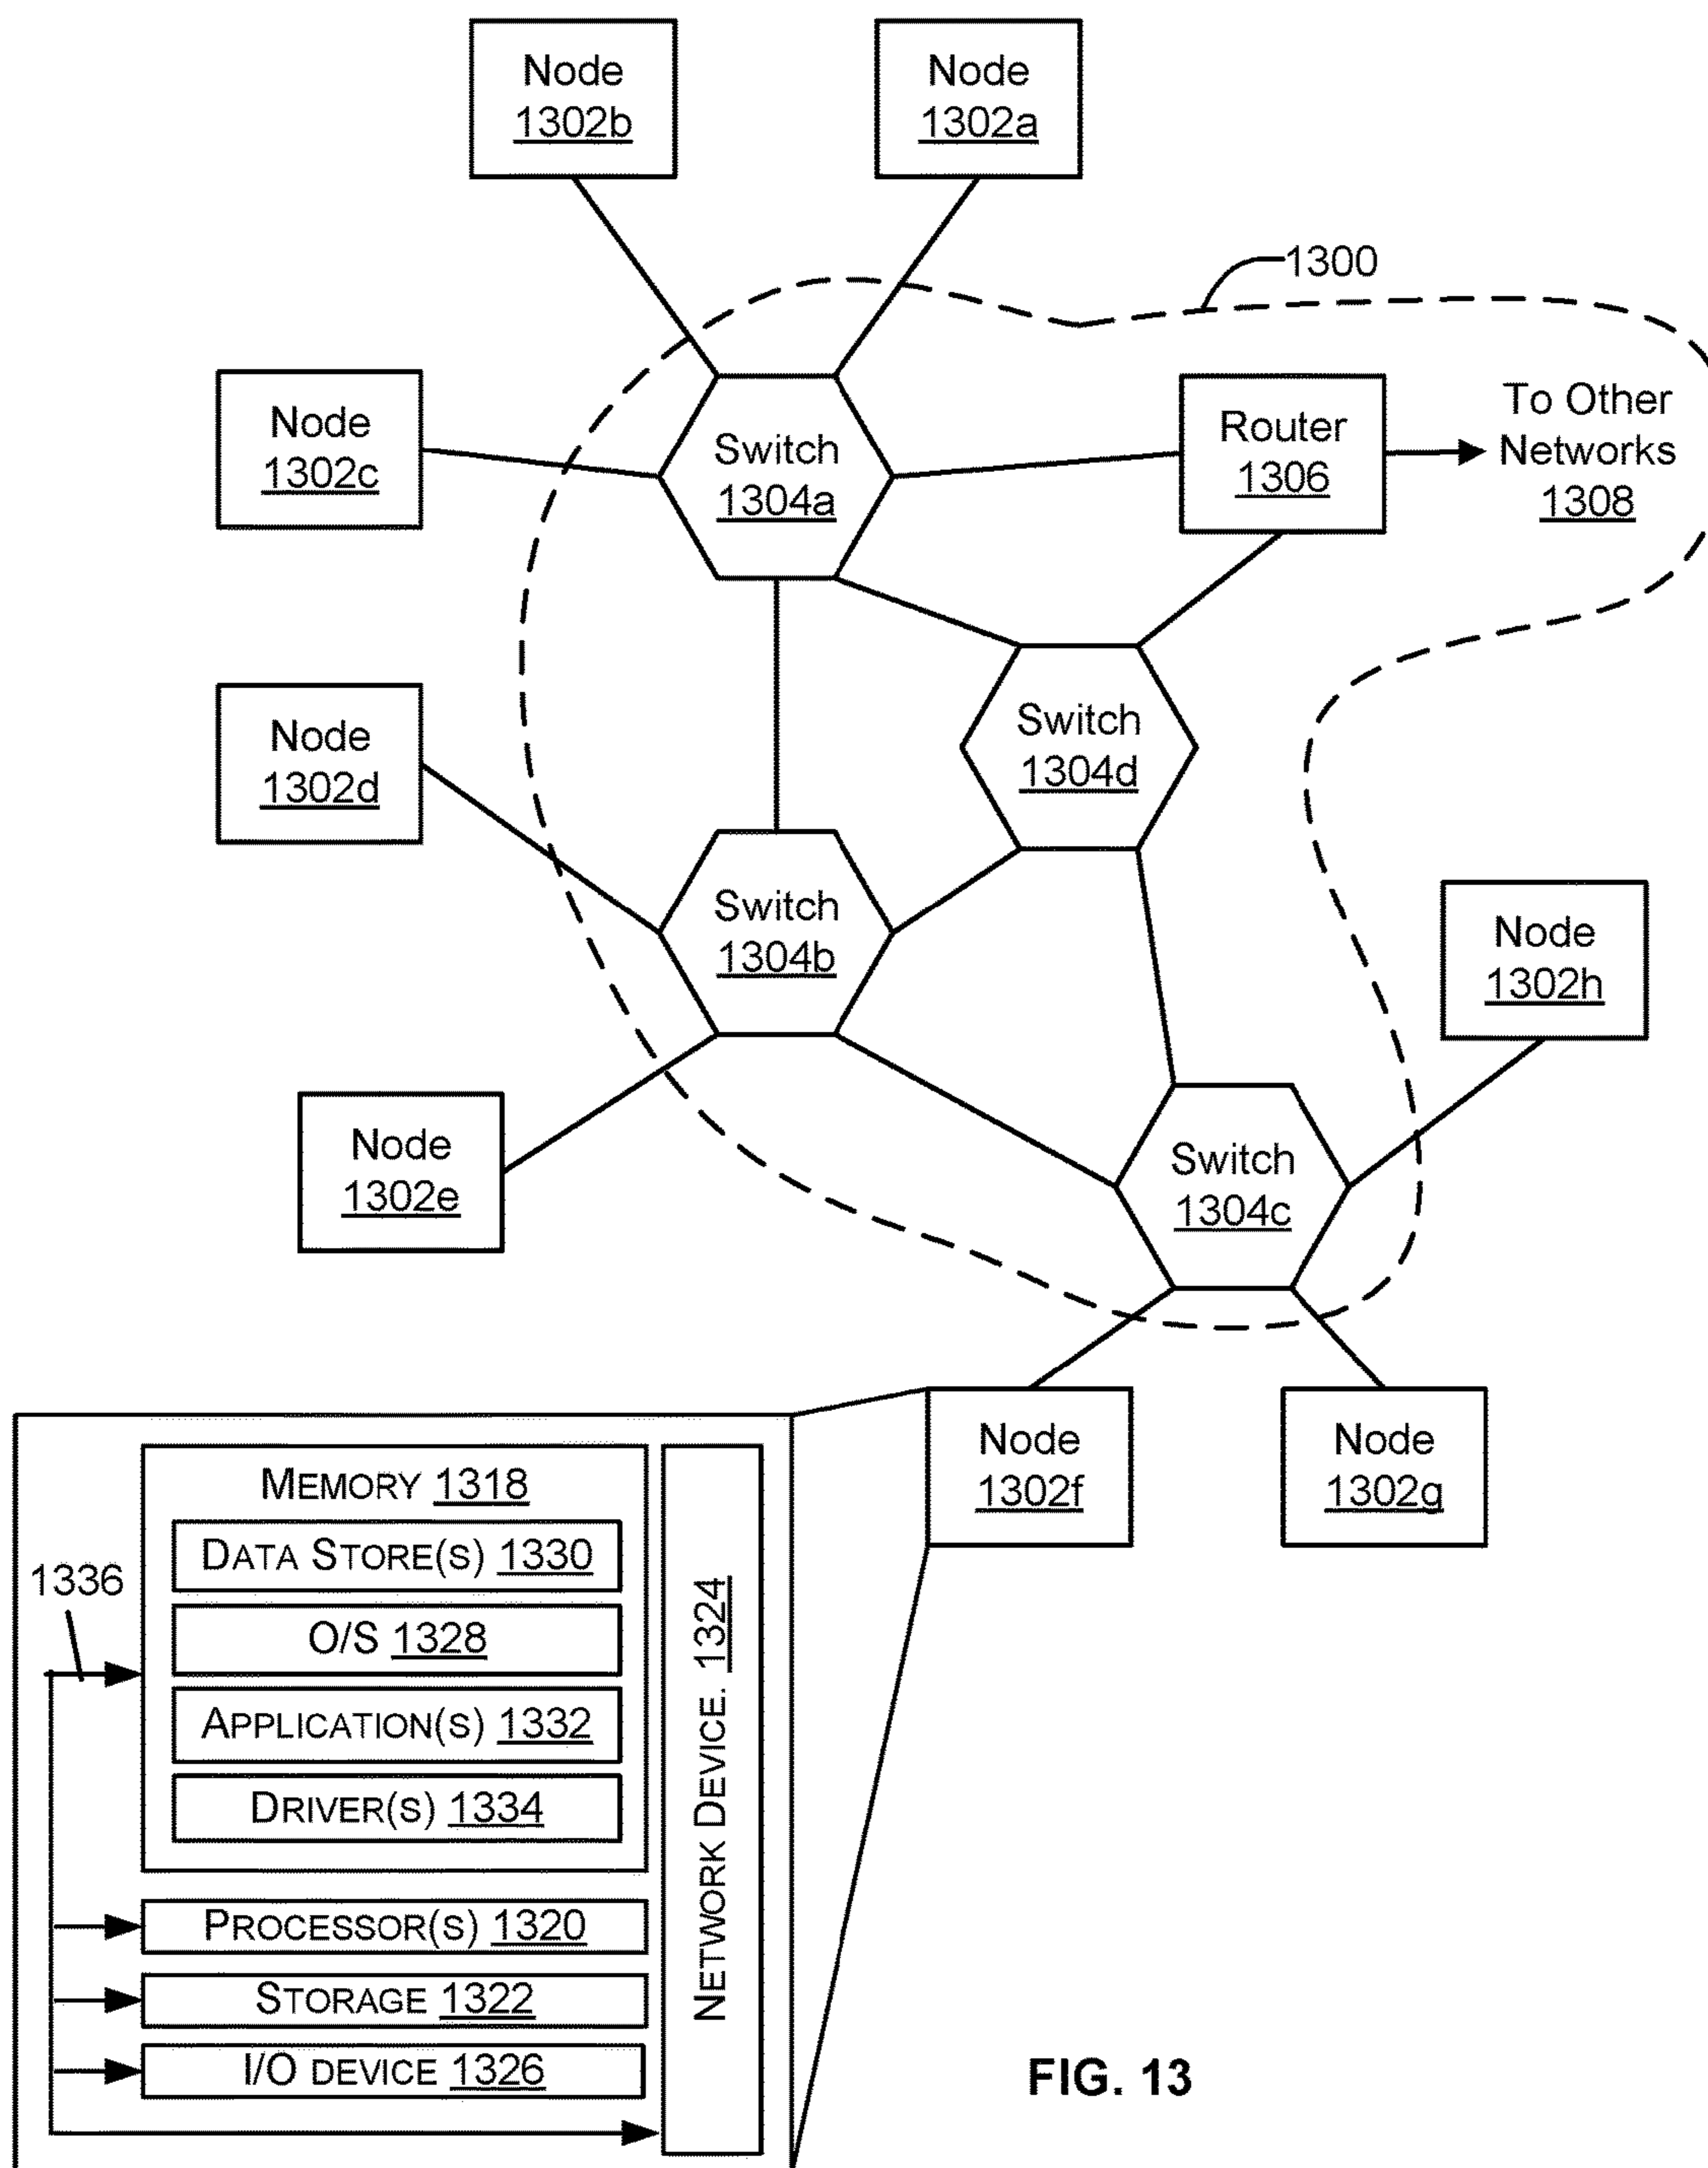 Node
1302b
Node
1302a
1300
Node
1302c
Switch
1304a
Router
1306
To Other
Networks
1308
Node
1302d
Switch
1304d
Switch
1304b
Node
1302h
Node
1302e
Switch
1304c
Node
1302f
Node
1302g
MEMORY 1318
DATA STORE(S) 1330
1336
O/S 1328
APPLICATION(S) 1332
DRIVER(S) 1334
NETWORK DEVICE. 1324
PROCESSOR(S) 1320
STORAGE 1322
I/O DEVICE 1326
FIG. 13